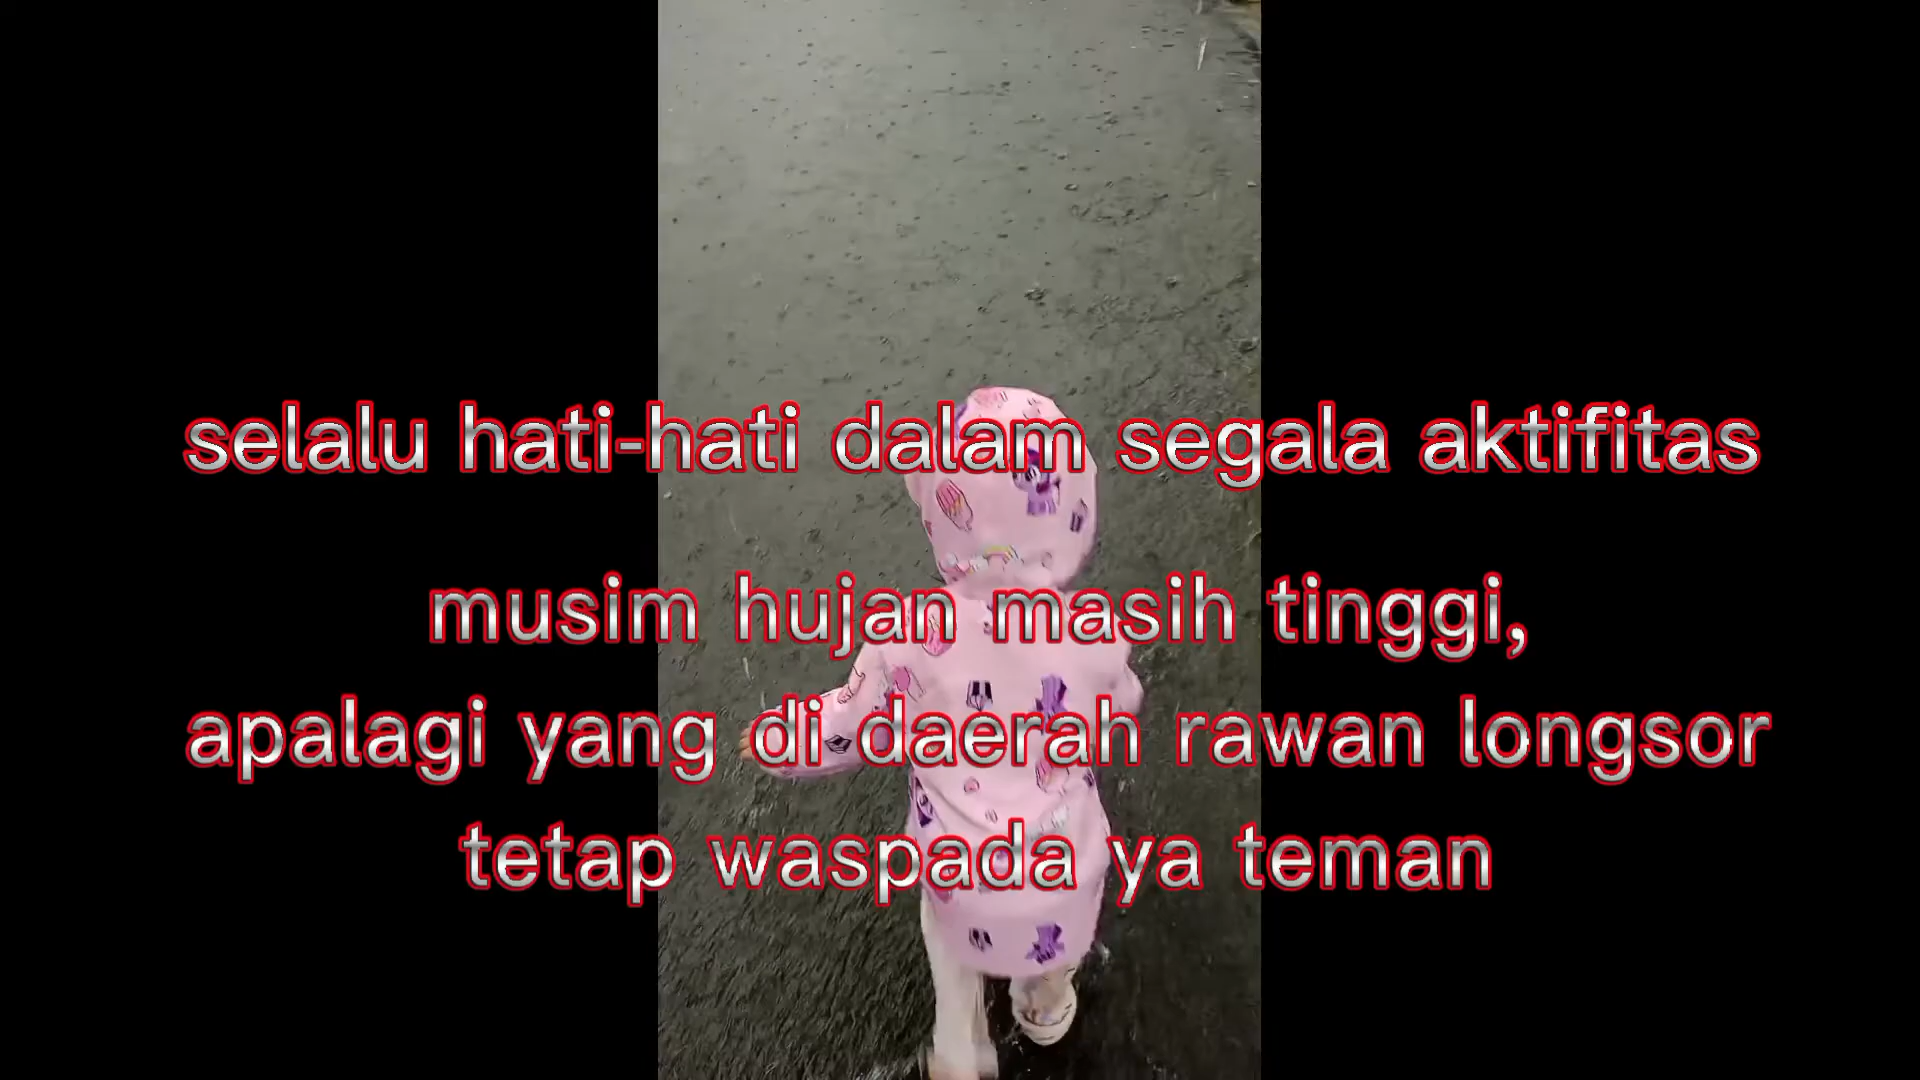 selalu hati-hati dalam segala aktifitas
musim hujan masih tinggi,
apalagi yang di daerah rawan longsor
tetap waspada ya teman